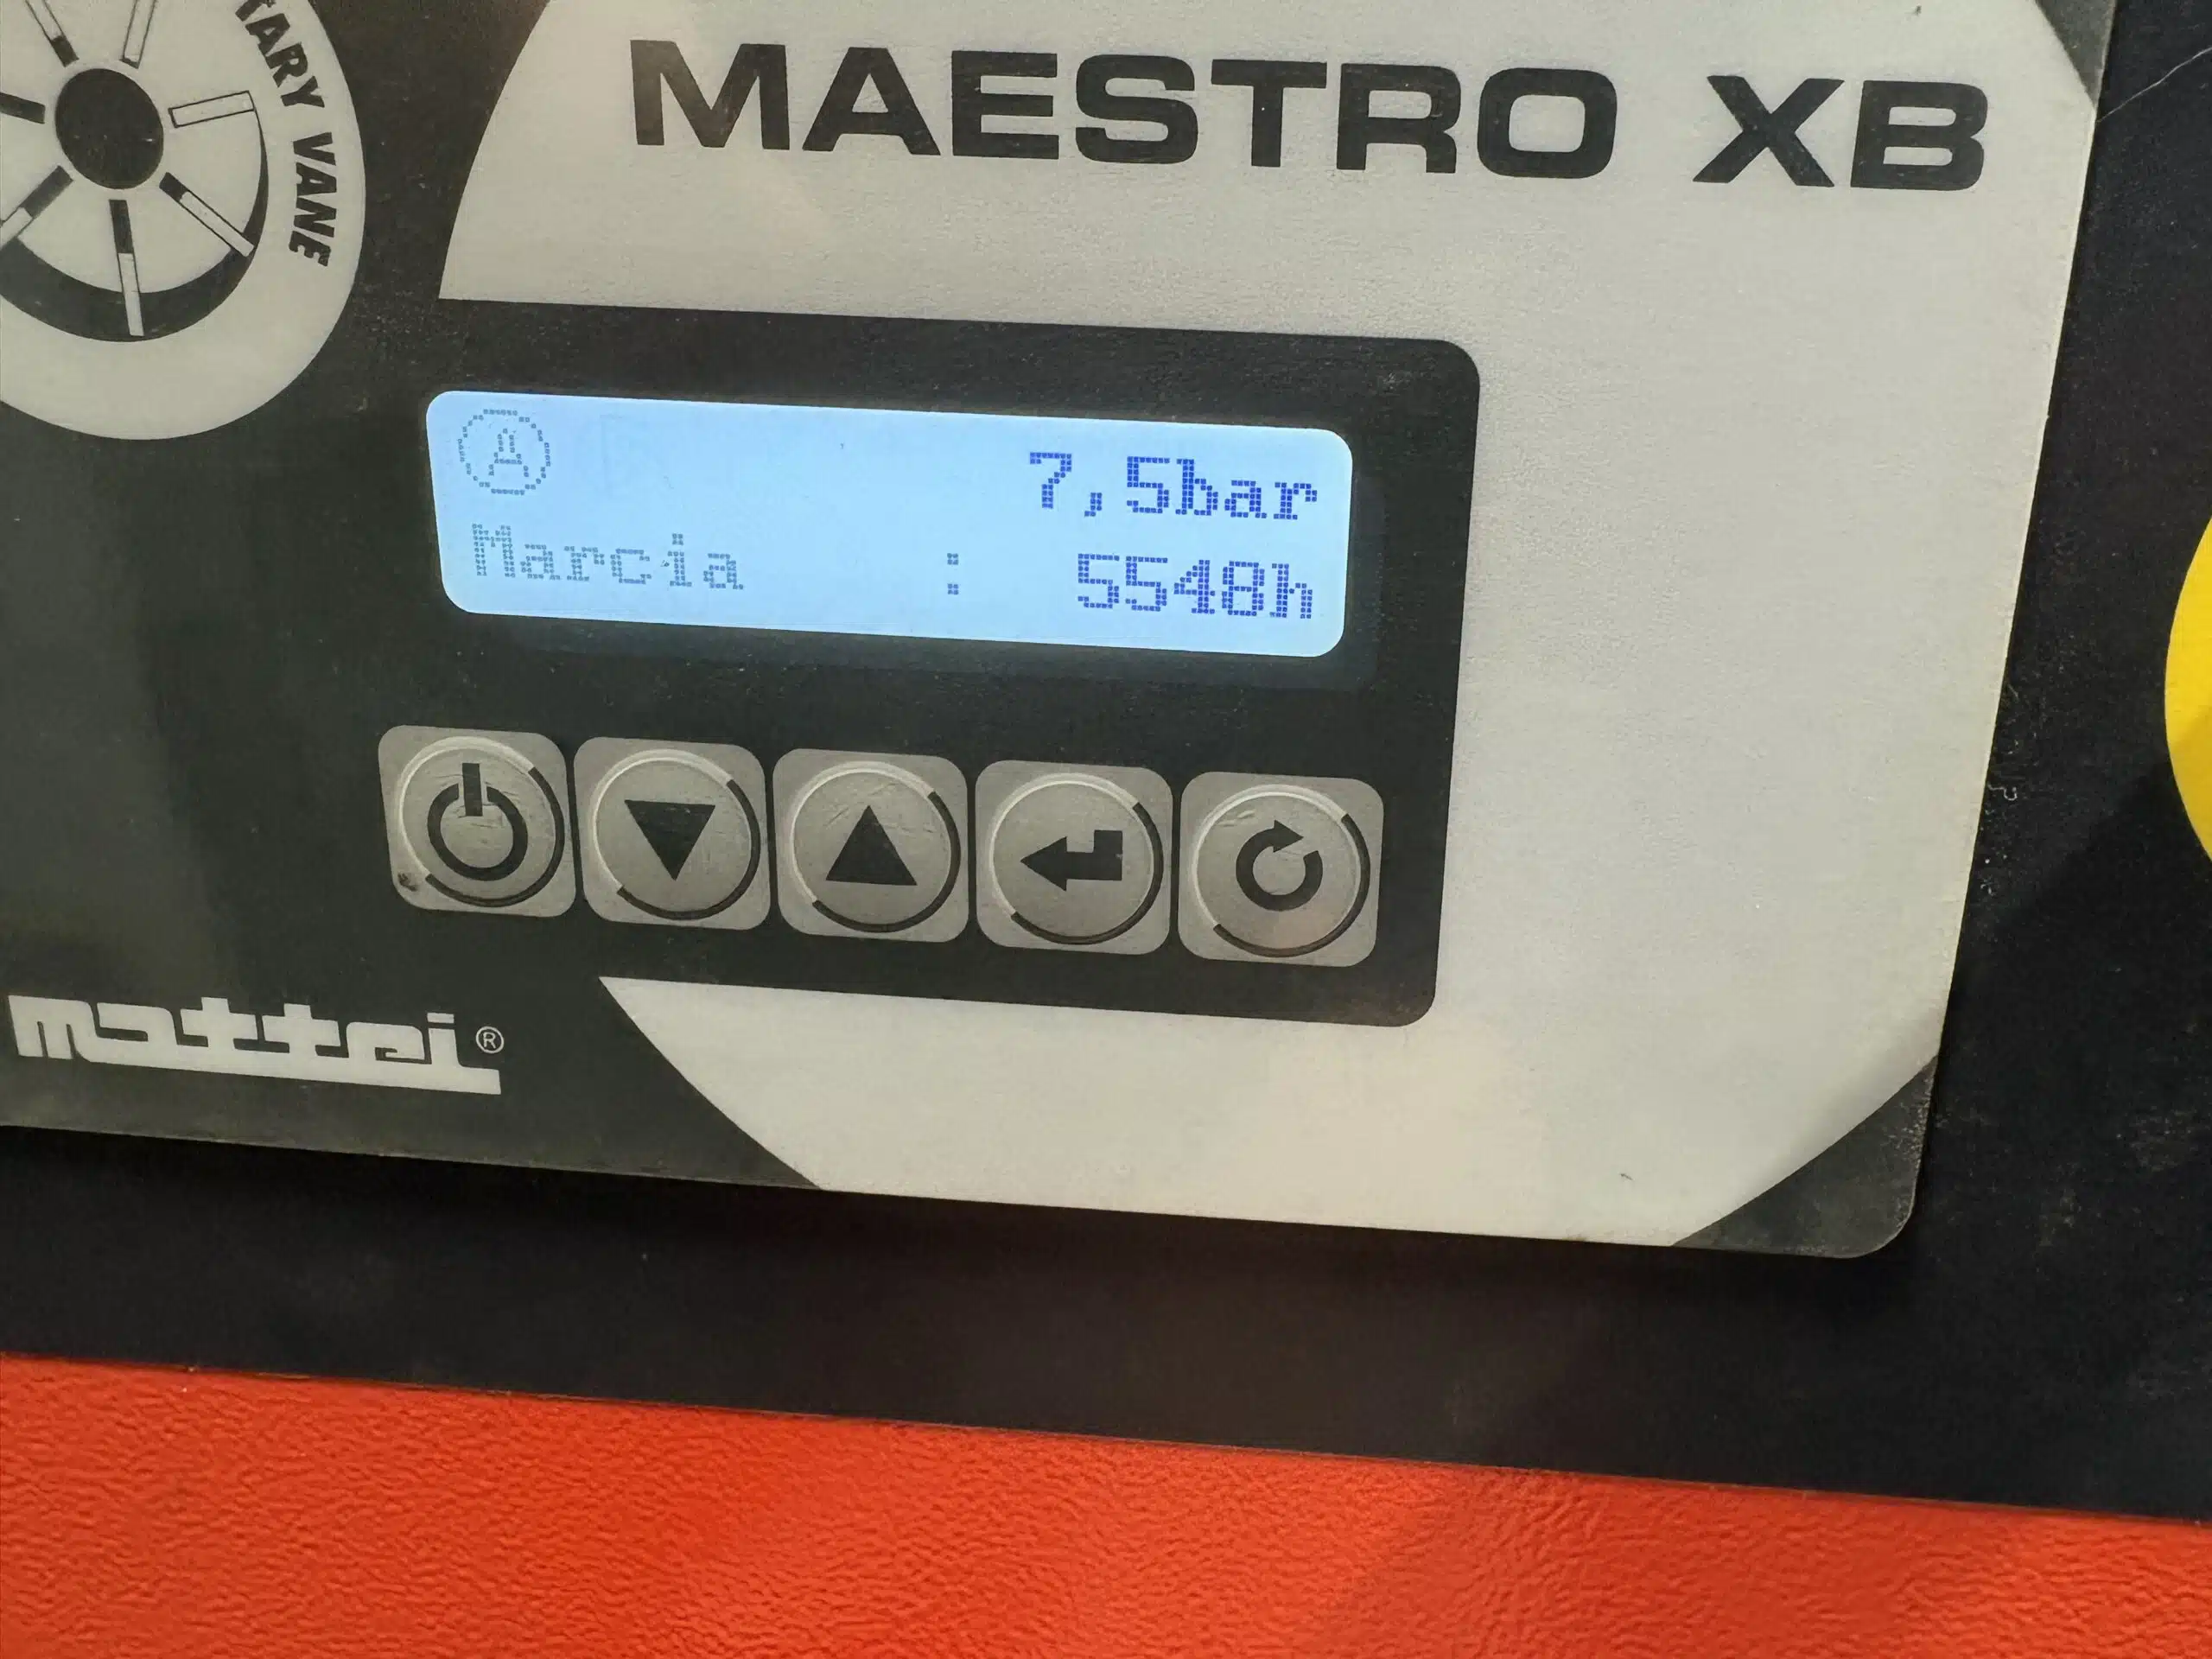 TARY VANE
MAESTRO XB
7,5bar
Marcia : 5548h
mattei®